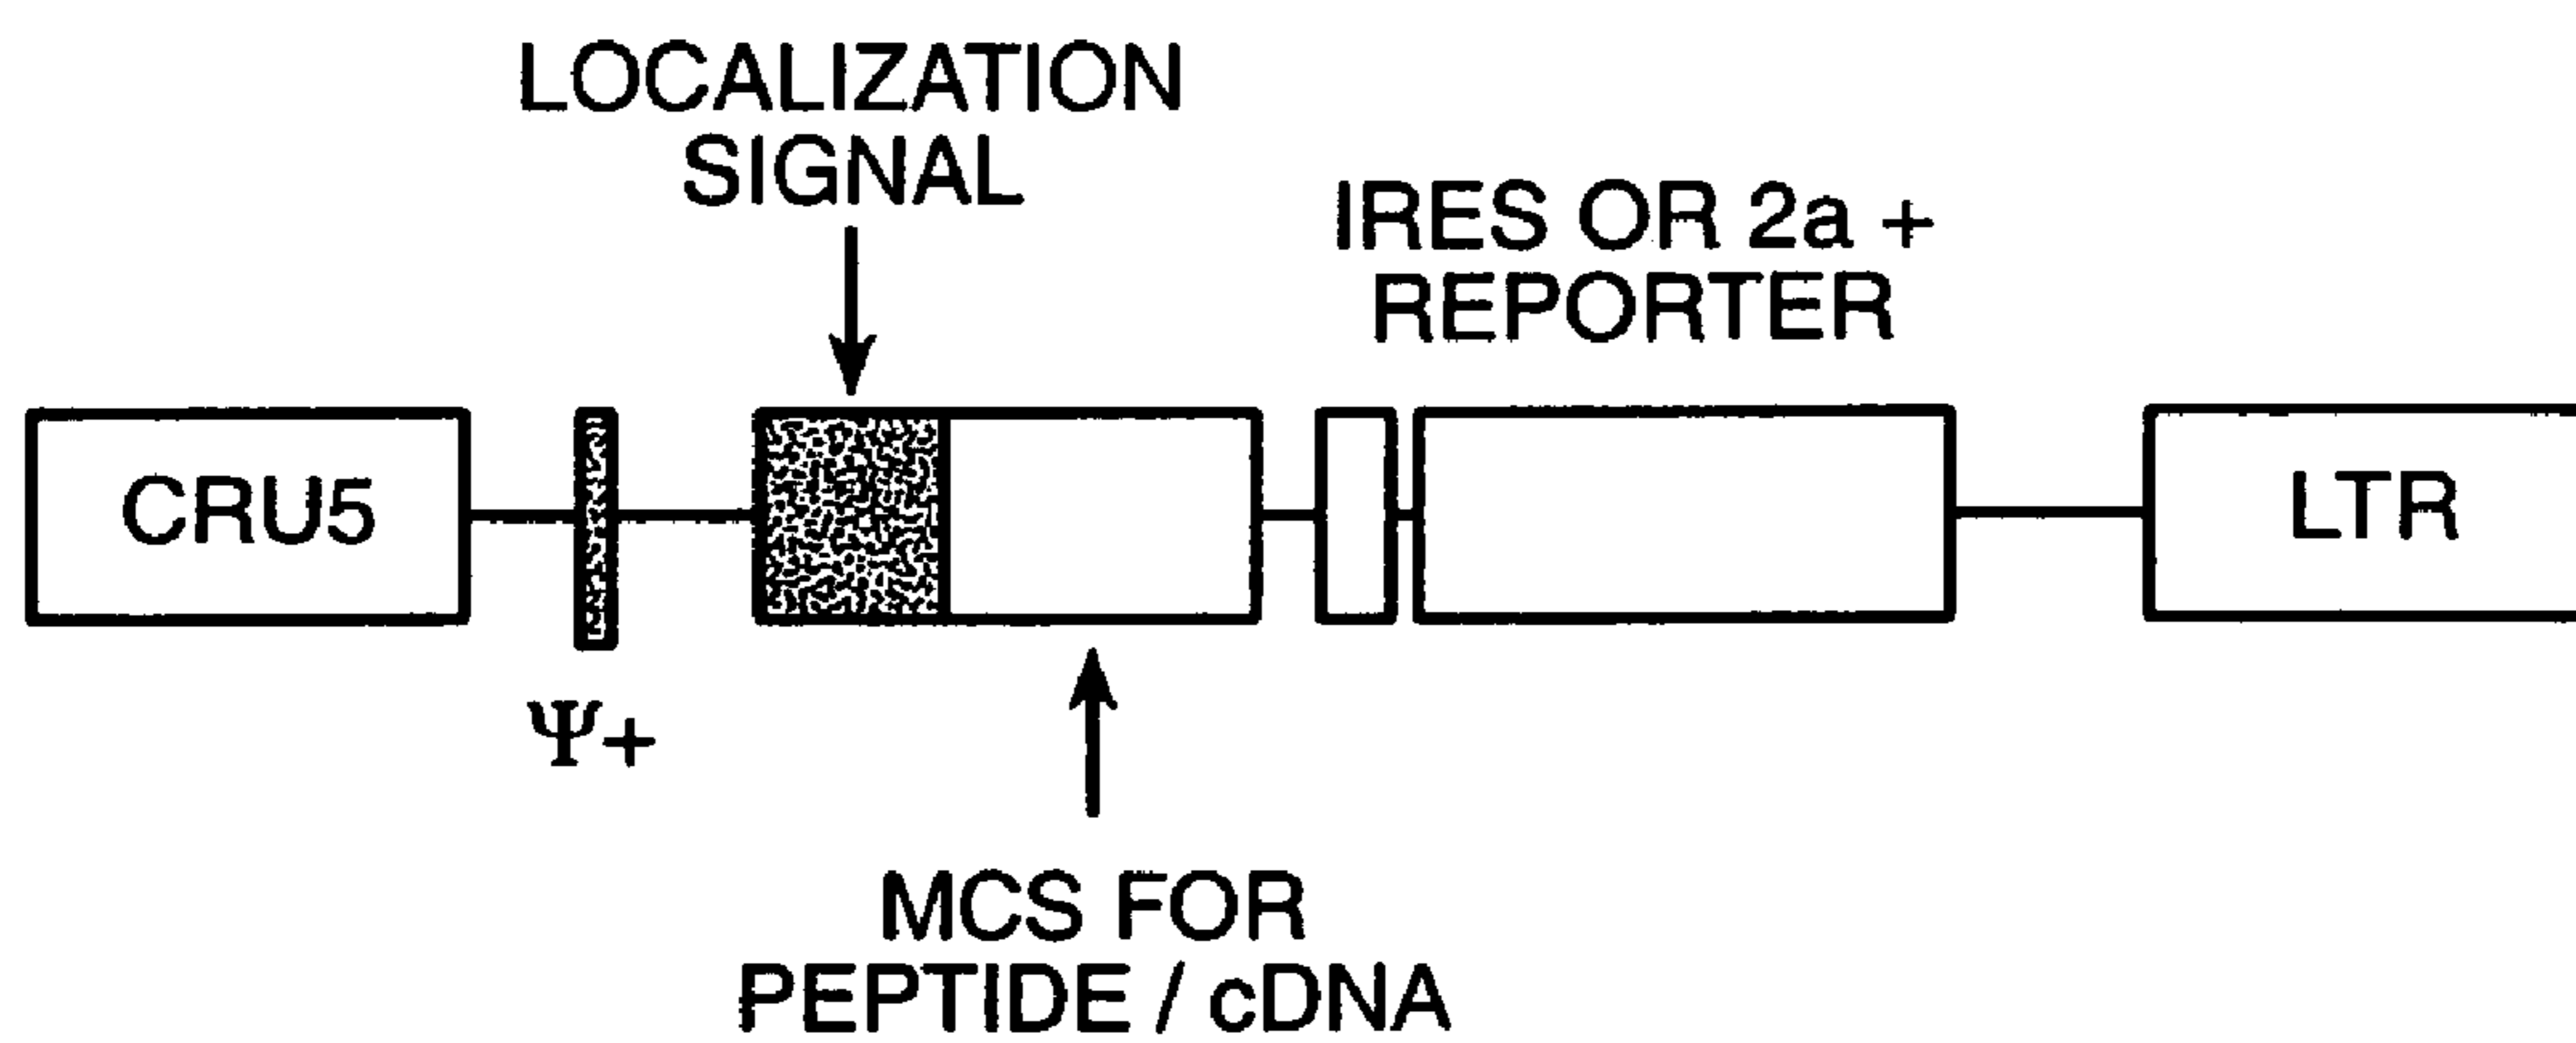 LOCALIZATION
SIGNAL
IRES OR 2a +
REPORTER
CRU5
LTR
Ψ+
MCS FOR
PEPTIDE / cDNA